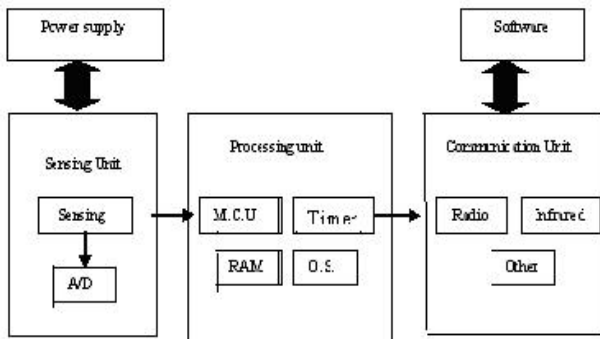 Power supply
Software
Sensing Unit
Processing unit
Communication Unit
Sensing
A/D
M.C.U
Timer
RAM
O.S.
Radio
Infrared
Other